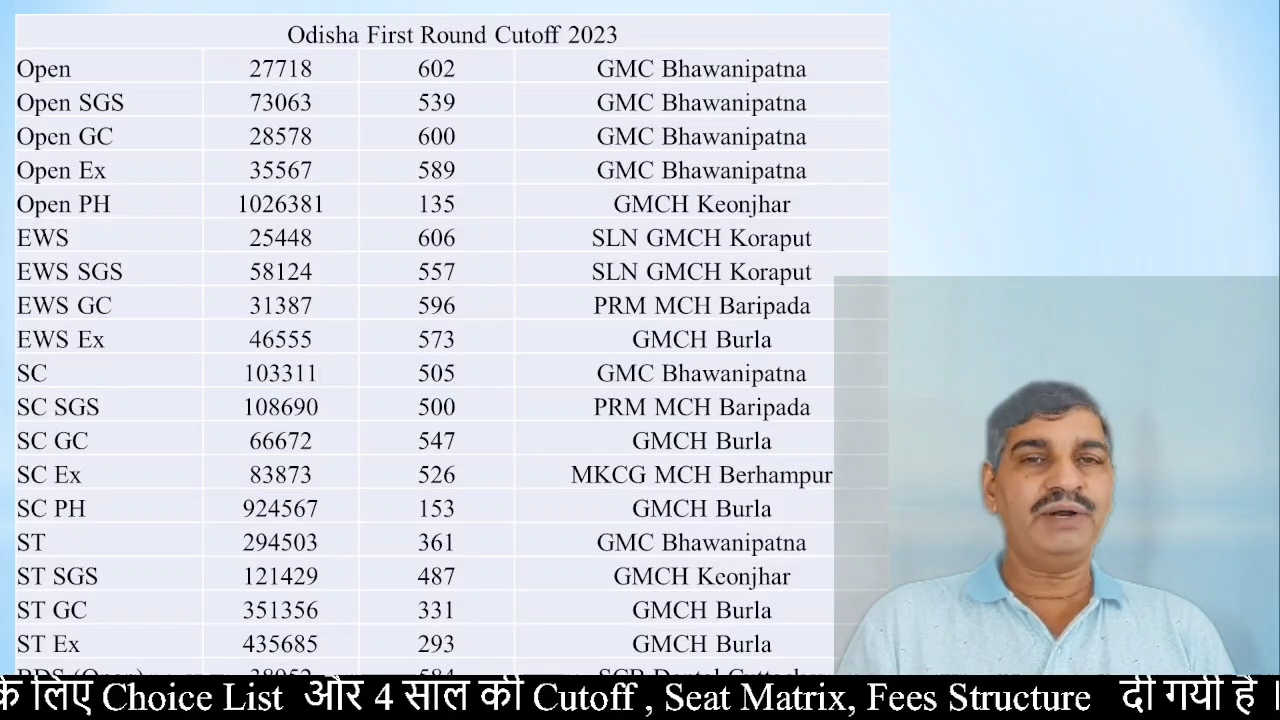 Odisha First Round Cutoff 2023
Open 27718 602 GMC Bhawanipatna
Open SGS 73063 539 GMC Bhawanipatna
Open GC 28578 600 GMC Bhawanipatna
Open Ex 35567 589 GMC Bhawanipatna
Open PH 1026381 135 GMCH Keonjhar
EWS 25448 606 SLN GMCH Koraput
EWS SGS 58124 557 SLN GMCH Koraput
EWS GC 31387 596 PRM MCH Baripada
EWS Ex 46555 573 GMCH Burla
SC 103311 505 GMC Bhawanipatna
SC SGS 108690 500 PRM MCH Baripada
SC GC 66672 547 GMCH Burla
SC Ex 83873 526 MKCG MCH Berhampur
SC PH 924567 153 GMCH Burla
ST 294503 361 GMC Bhawanipatna
ST SGS 121429 487 GMCH Keonjhar
ST GC 351356 331 GMCH Burla
ST Ex 435685 293 GMCH Burla
BDS (Open) 584 SCB Dental
के लिए Choice List और 4 साल की Cutoff , Seat Matrix, Fees Structure दी गयी है ।